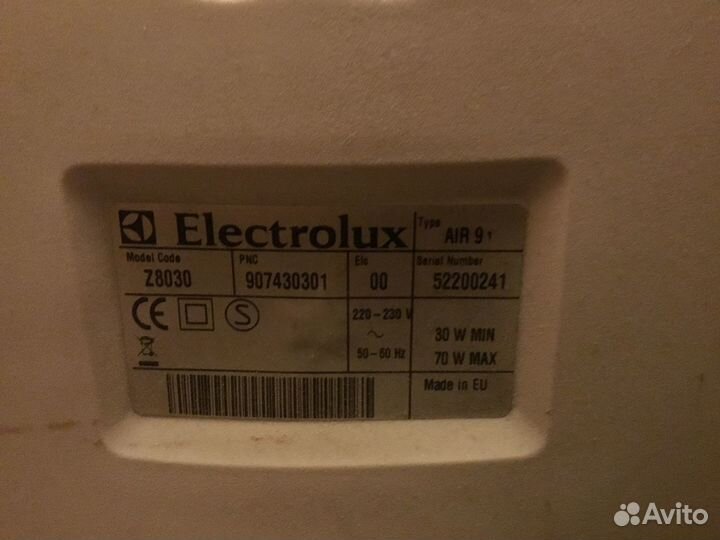 Electrolux
Type
AIR 91
Model Code
Z8030
PNC
907430301
Elc
00
Serial Number
52200241
CE
S
220-230 V
~
50-60 Hz
30 W MIN
70 W MAX
Made in EU
Avito